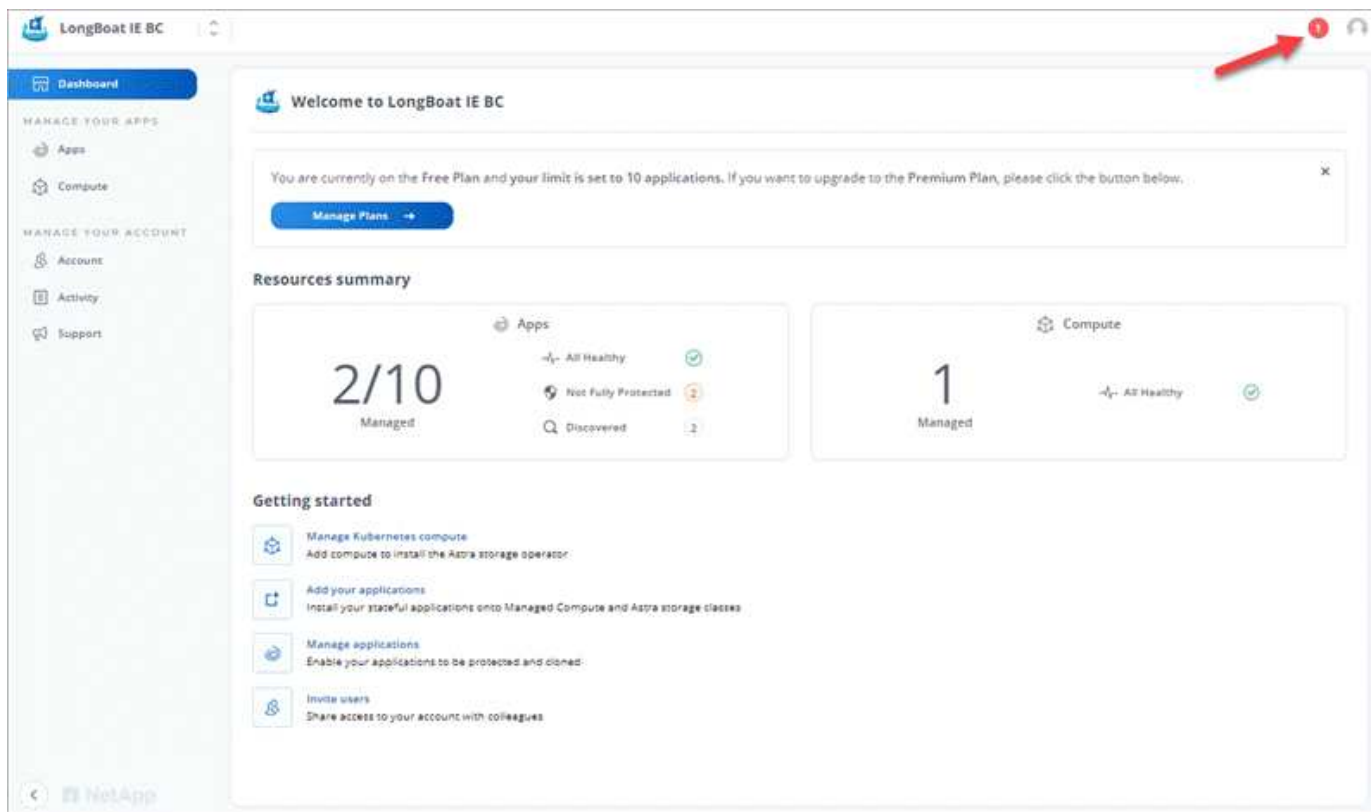 LongBoat IE BC
1
Dashboard
MANAGE YOUR APPS
Apps
Compute
MANAGE YOUR ACCOUNT
Account
Activity
Support
NetApp
Welcome to LongBoat IE BC
You are currently on the Free Plan and your limit is set to 10 applications. If you want to upgrade to the Premium Plan, please click the button below.
Manage Plans →
Resources summary
Apps
2/10
Managed
All Healthy
Not Fully Protected 2
Discovered 2
Compute
1
Managed
All Healthy
Getting started
Manage Kubernetes compute
Add compute to install the Astra storage operator
Add your applications
Install your stateful applications onto Managed Compute and Astra storage classes
Manage applications
Enable your applications to be protected and cloned
Invite users
Share access to your account with colleagues